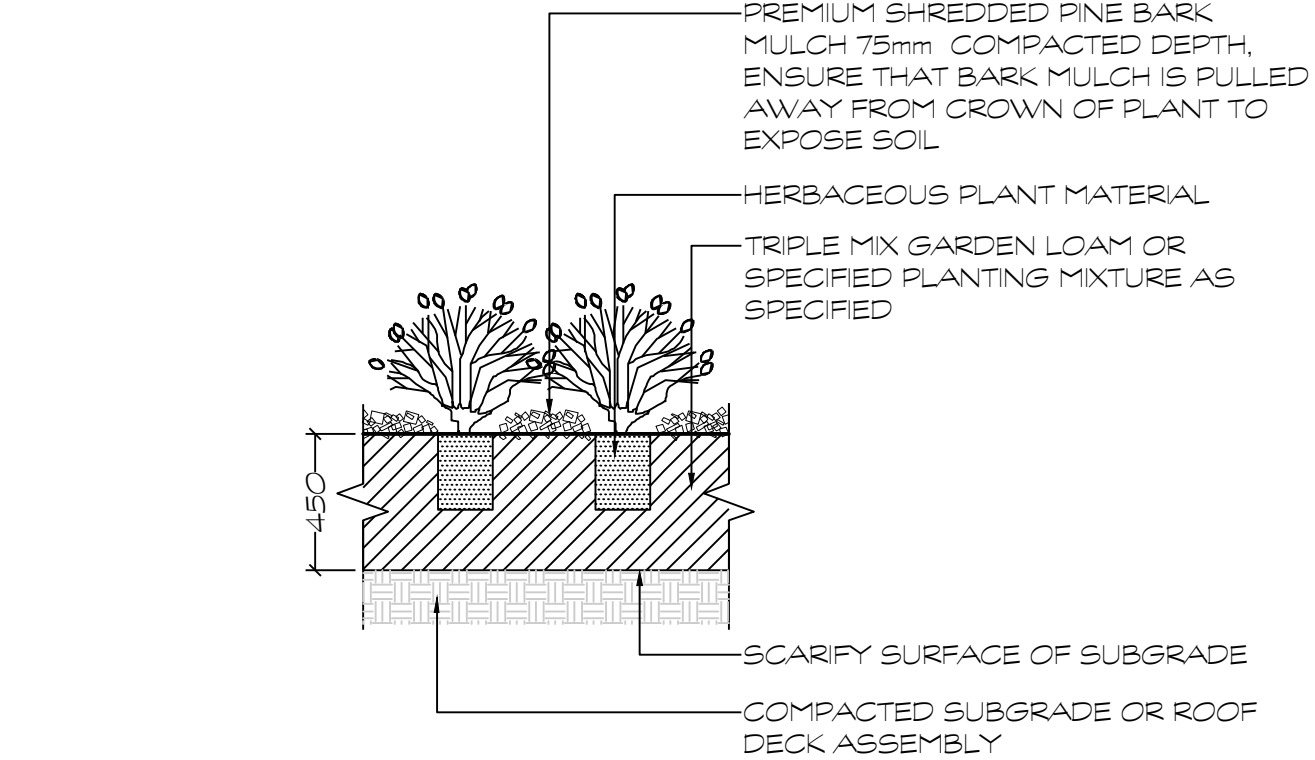 PREMIUM SHREDDED PINE BARK
MULCH 75mm COMPACTED DEPTH,
ENSURE THAT BARK MULCH IS PULLED
AWAY FROM CROWN OF PLANT TO
EXPOSE SOIL
HERBACEOUS PLANT MATERIAL
TRIPLE MIX GARDEN LOAM OR
SPECIFIED PLANTING MIXTURE AS
SPECIFIED
450
SCARIFY SURFACE OF SUBGRADE
COMPACTED SUBGRADE OR ROOF
DECK ASSEMBLY